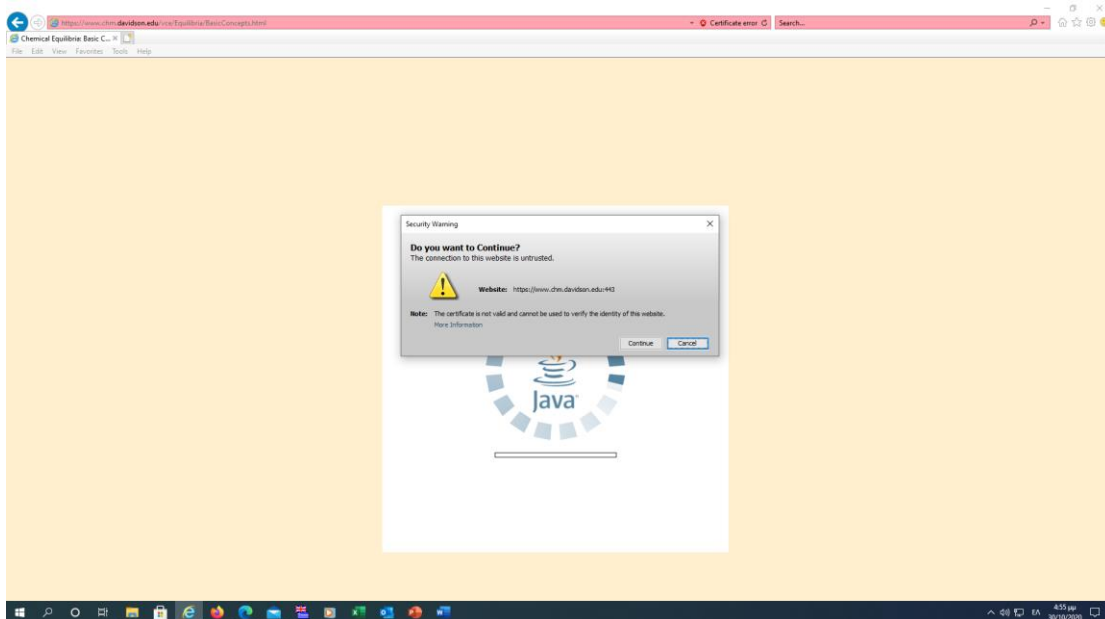 https://www.chm.davidson.edu/vce/Equilibria/BasicConcepts.html
Certificate error
Search...
Chemical Equilibria: Basic C...
File Edit View Favorites Tools Help
Security Warning
Do you want to Continue?
The connection to this website is untrusted.
Website: https://www.chm.davidson.edu:443
Note: The certificate is not valid and cannot be used to verify the identity of this website.
More Information
Continue Cancel
Java
ΕΛ
4:55 μμ
30/10/2020